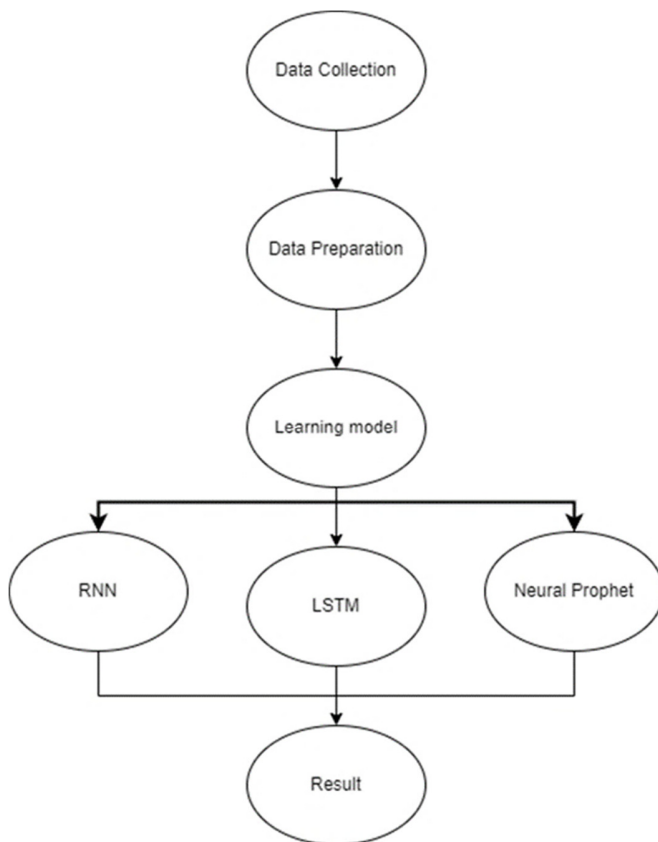 Data Collection
Data Preparation
Learning model
RNN
LSTM
Neural Prophet
Result